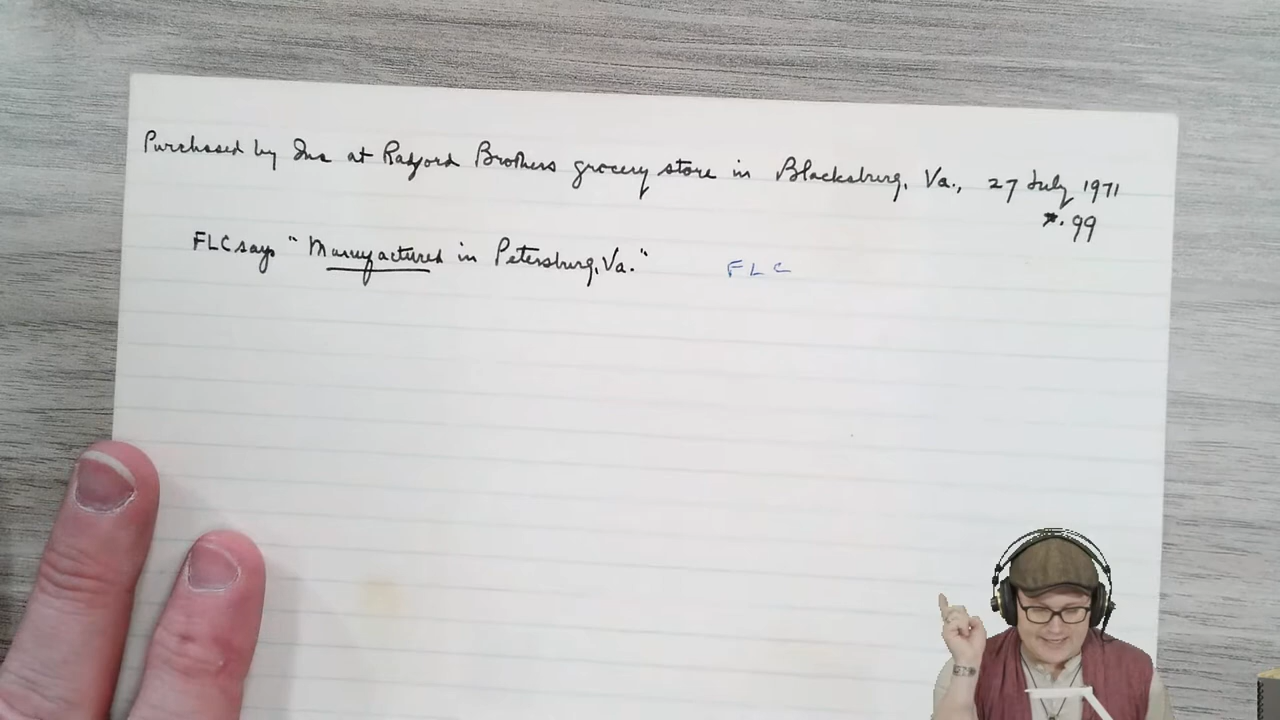 Purchased by Ina at Radford Brothers grocery store in Blacksburg, Va., 27 July 1971
.99
FLC says "Manufactured in Petersburg, Va." FLC